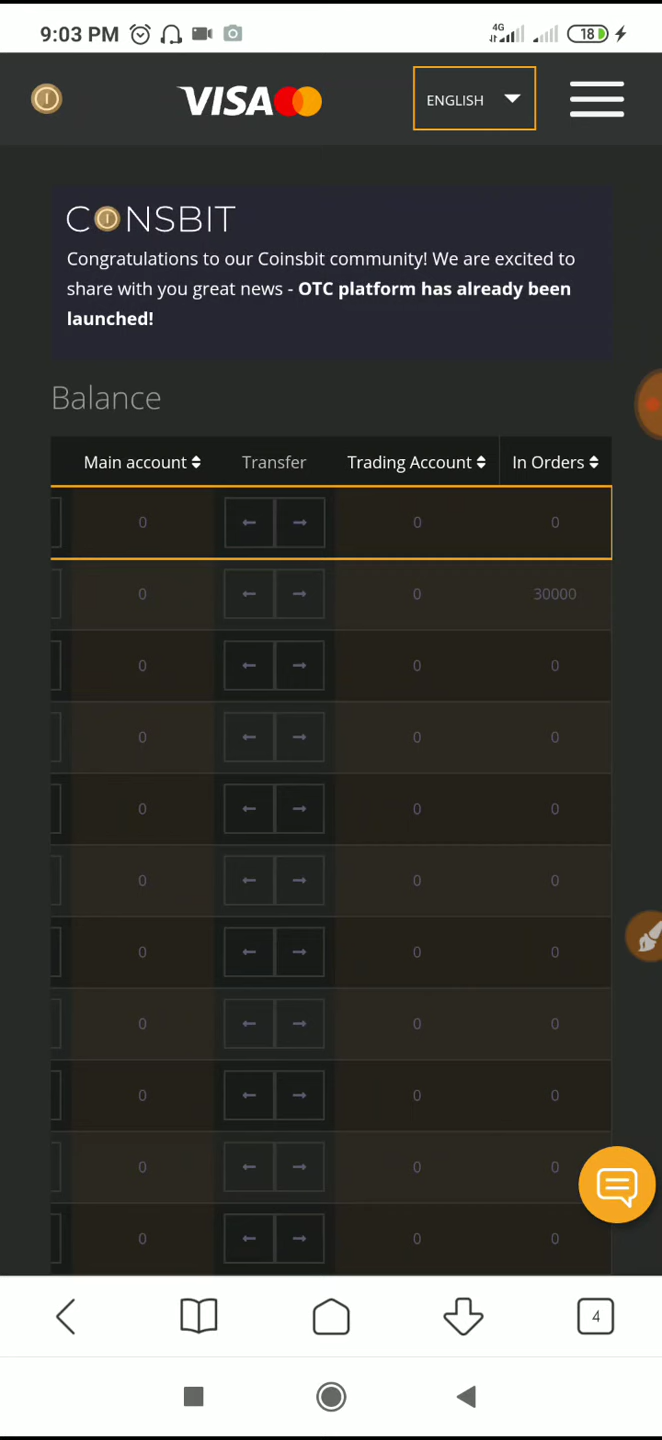 9:03 PM
4G
18
VISA
ENGLISH
COINSBIT
Congratulations to our Coinsbit community! We are excited to
share with you great news - OTC platform has already been
launched!
Balance
Main account Transfer Trading Account In Orders
0 0 0
0 0 30000
0 0 0
0 0 0
0 0 0
0 0 0
0 0 0
0 0 0
0 0 0
0 0 0
0 0 0
4